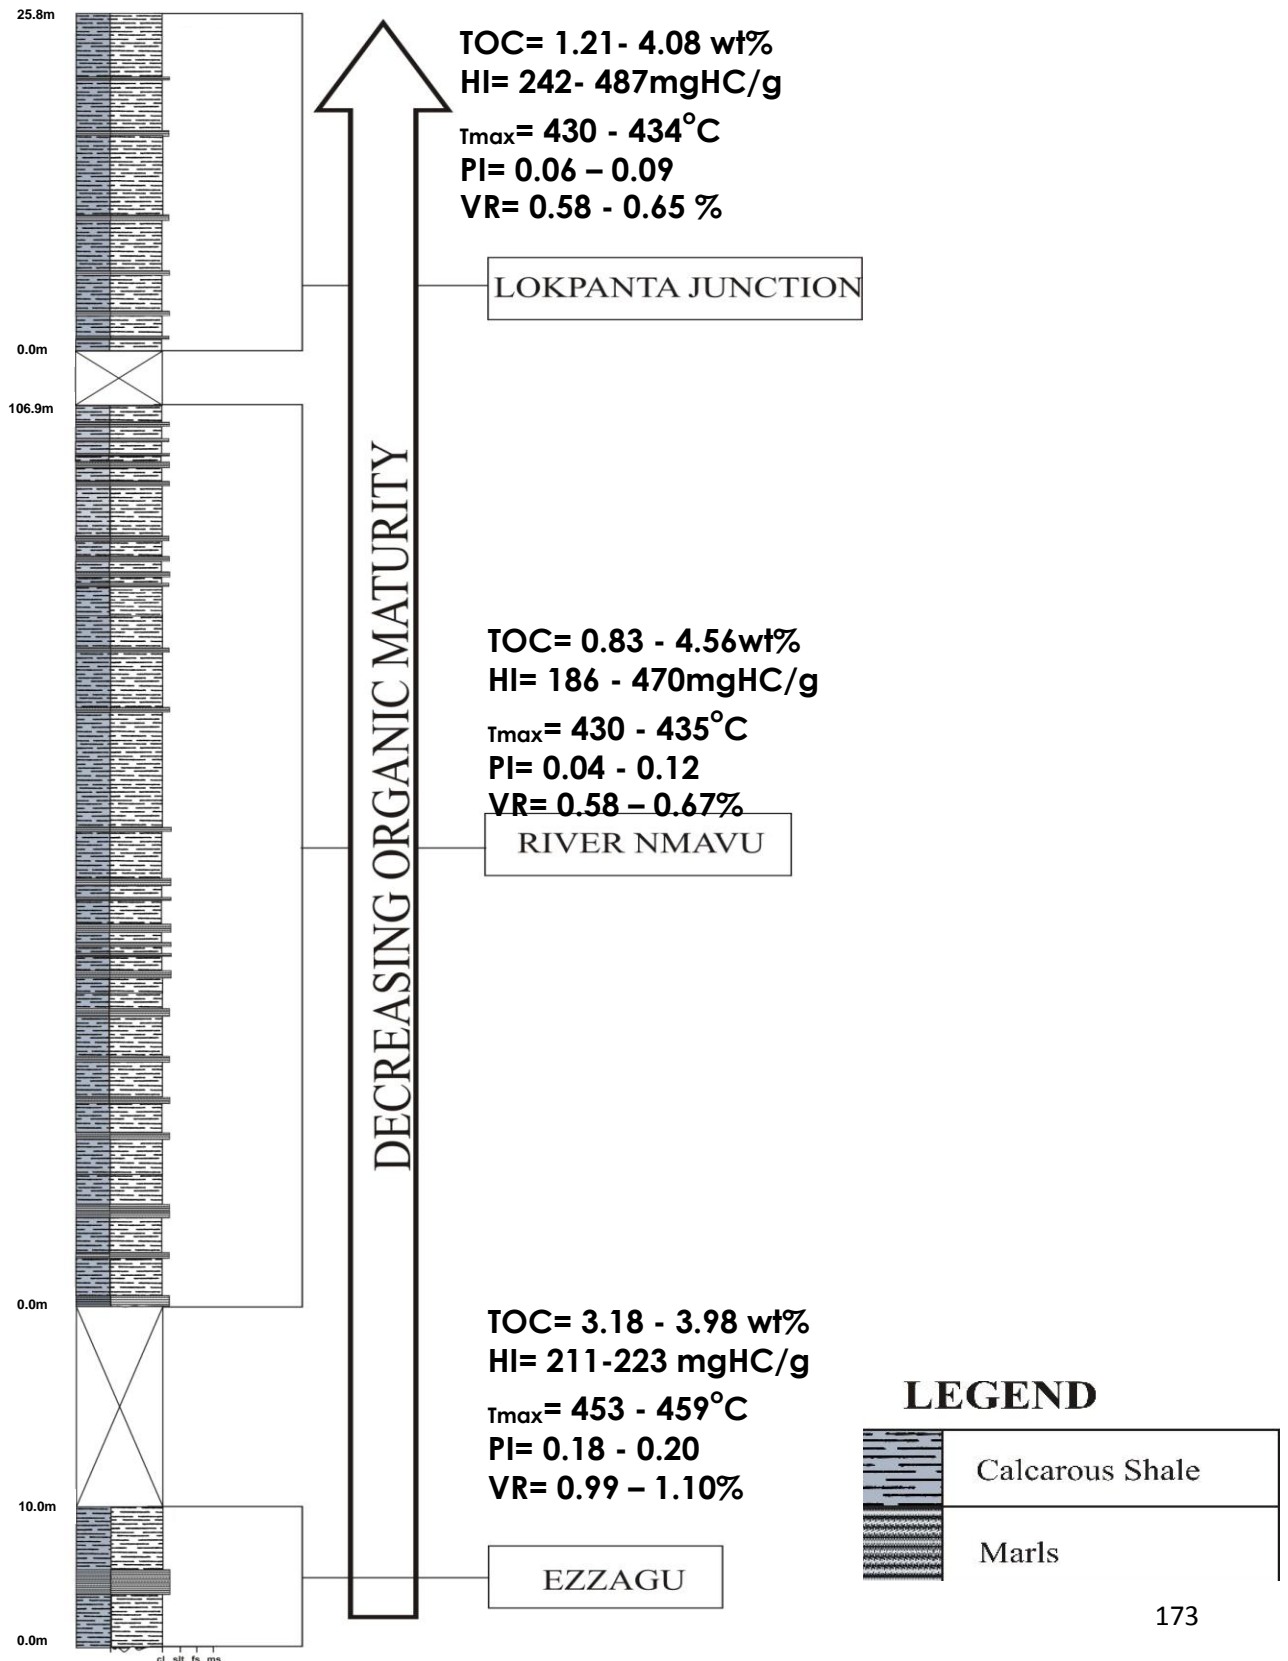 25.8m
TOC= 1.21- 4.08 wt%
HI= 242- 487mgHC/g
Tmax= 430 - 434°C
PI= 0.06 – 0.09
VR= 0.58 - 0.65 %
LOKPANTA JUNCTION
0.0m
106.9m
DECREASING ORGANIC MATURITY
TOC= 0.83 - 4.56wt%
HI= 186 - 470mgHC/g
Tmax= 430 - 435°C
PI= 0.04 - 0.12
VR= 0.58 – 0.67%
RIVER NMAVU
0.0m
TOC= 3.18 - 3.98 wt%
HI= 211-223 mgHC/g
Tmax= 453 - 459°C
PI= 0.18 - 0.20
VR= 0.99 – 1.10%
10.0m
EZZAGU
0.0m
cl slt fs ms
LEGEND
Calcarous Shale
Marls
173